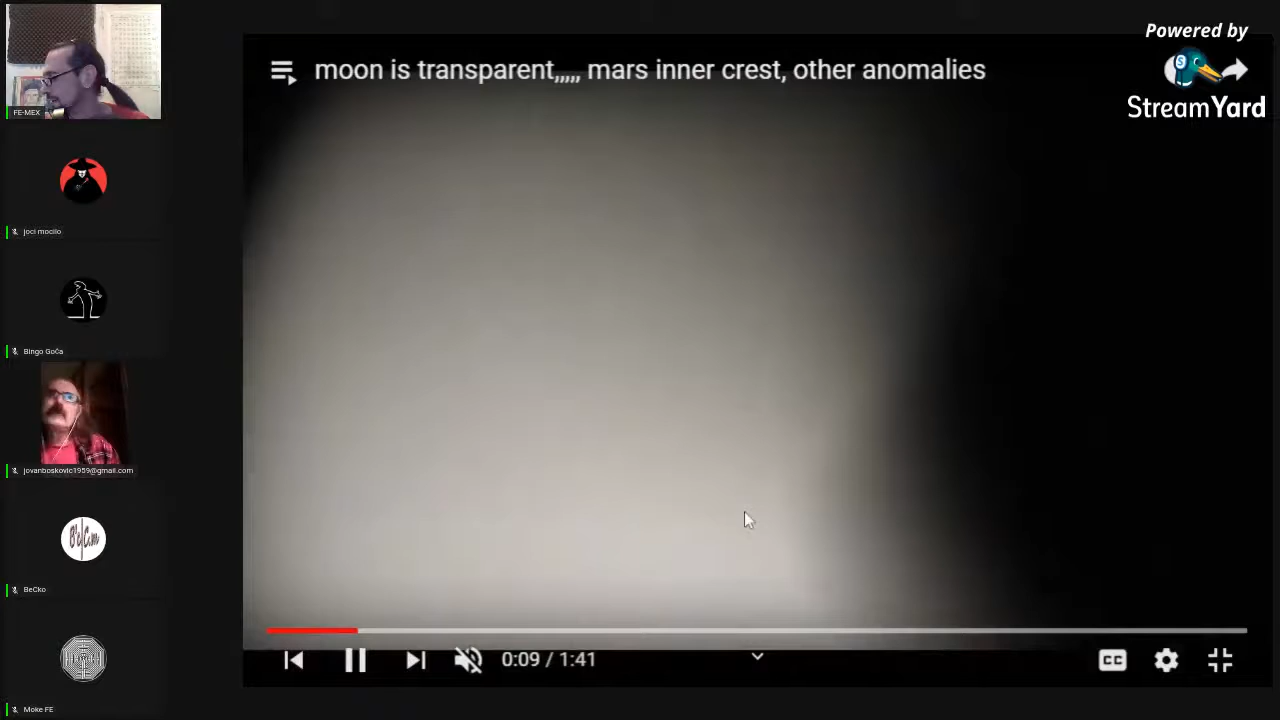 Powered by
StreamYard
moon is transparent,,,,, mars inner crest, other anomalies
FE-MEX
joci mocilo
Bingo Goča
jovanboskovic1959@gmail.com
BeCko
Moke FE
0:09 / 1:41
CC